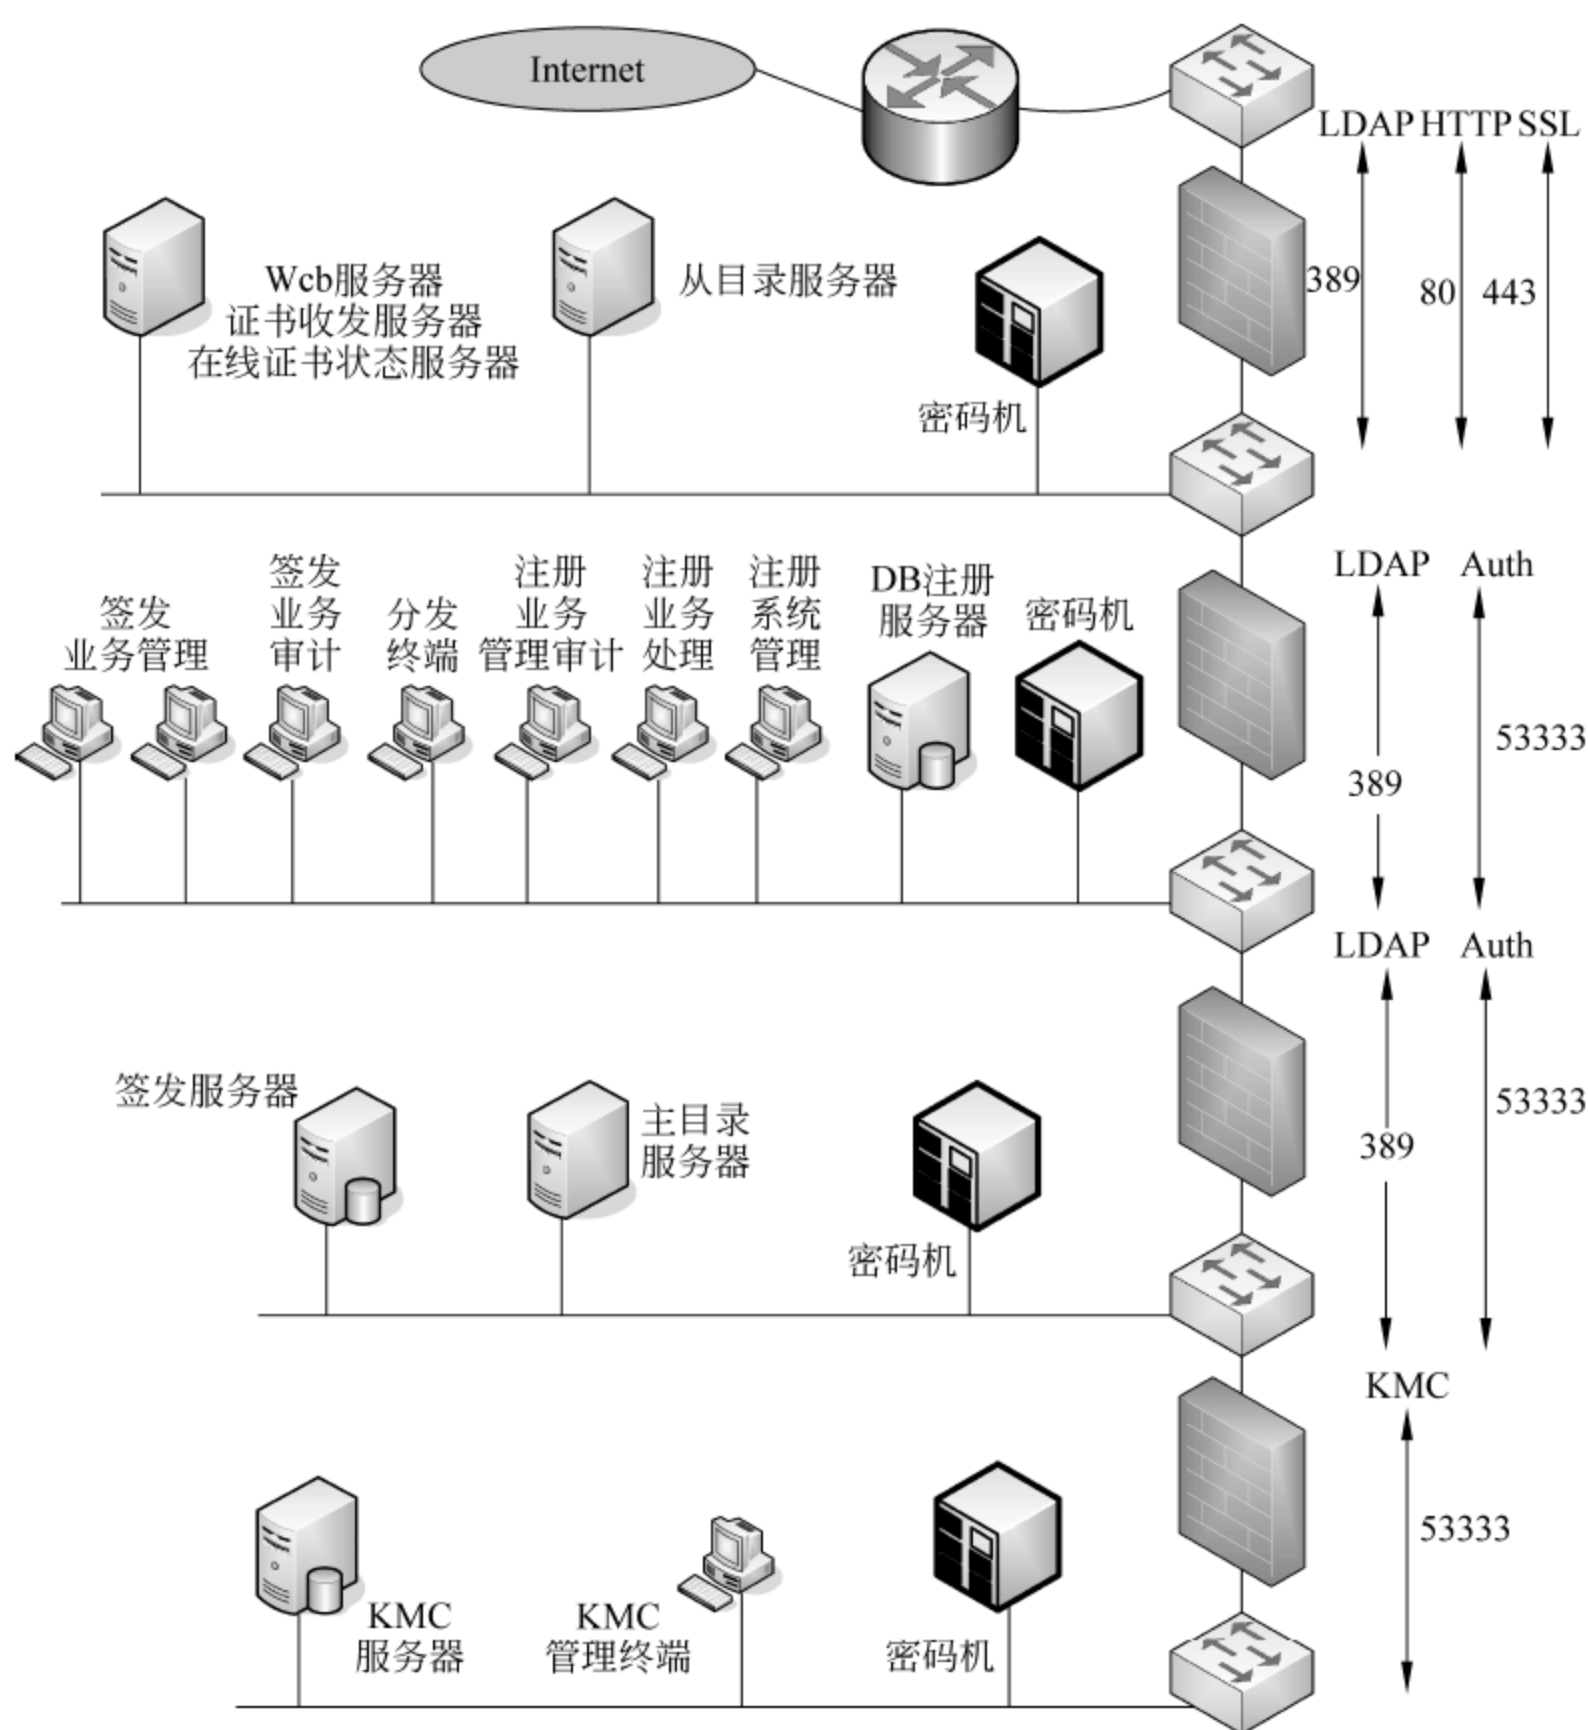 Internet
LDAP HTTP SSL
389
80
443
Wcb服务器
证书收发服务器
在线证书状态服务器
从目录服务器
密码机
签发
业务管理
签发
业务
审计
分发
终端
注册
业务
管理审计
注册
业务
处理
注册
系统
管理
DB注册
服务器
密码机
LDAP Auth
53333
389
LDAP Auth
53333
389
签发服务器
主目录
服务器
密码机
KMC
53333
KMC
服务器
KMC
管理终端
密码机